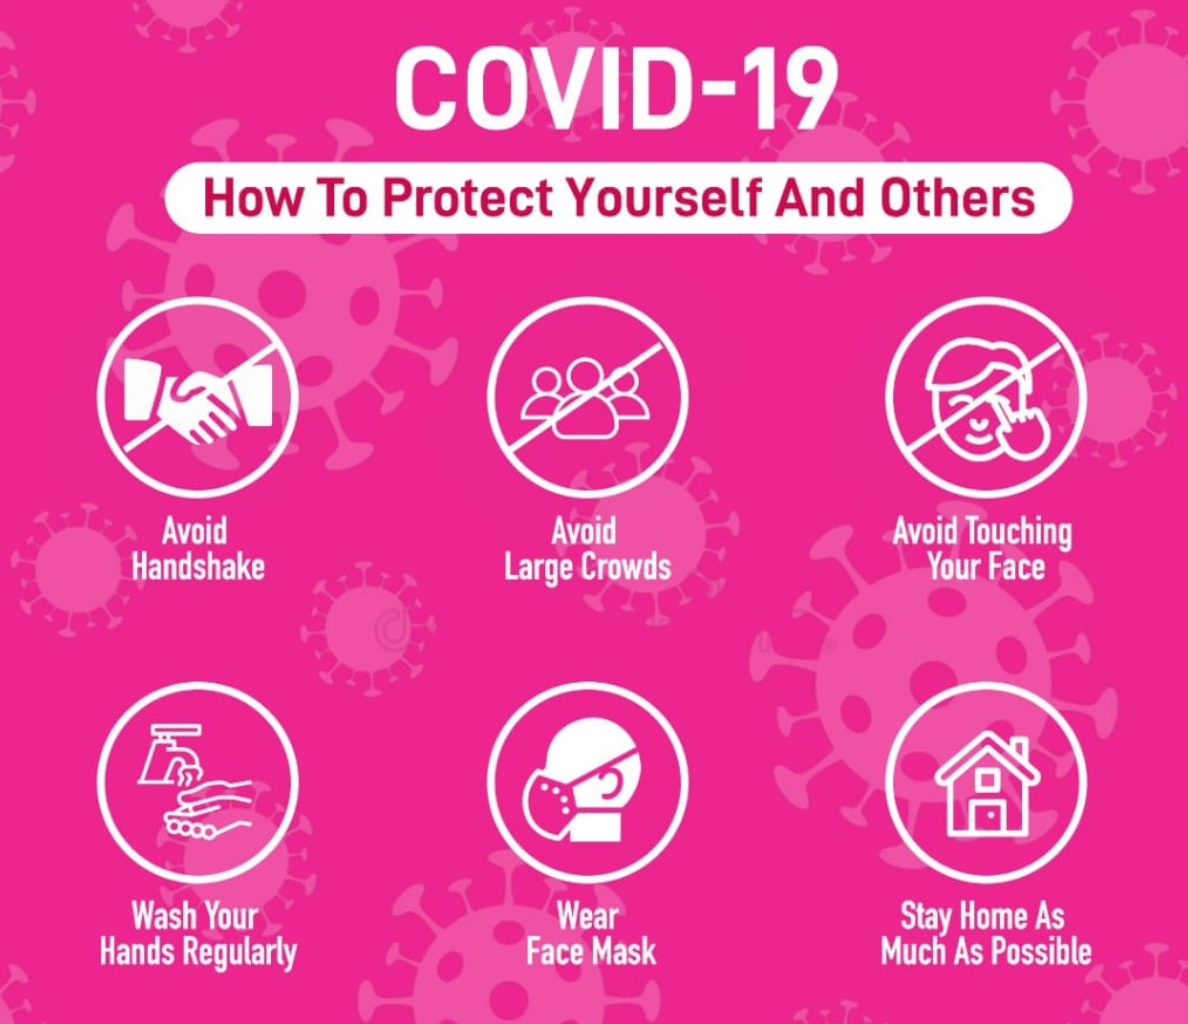 COVID-19
How To Protect Yourself And Others
Avoid
Handshake
Avoid
Large Crowds
Avoid Touching
Your Face
Wash Your
Hands Regularly
Wear
Face Mask
Stay Home As
Much As Possible